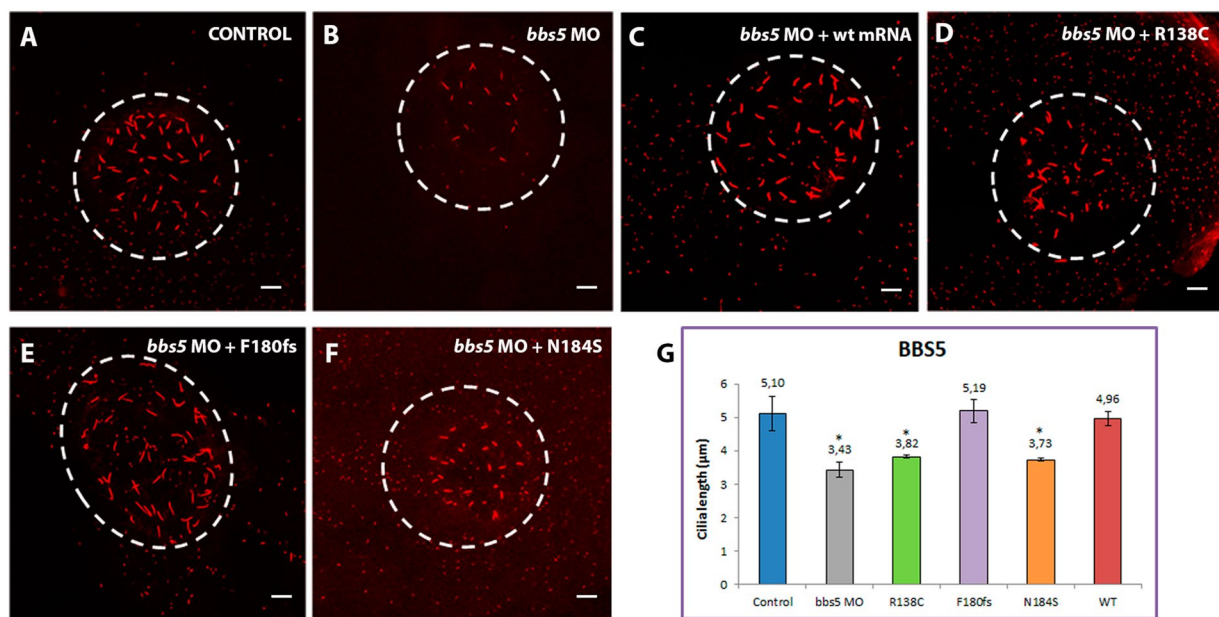 A CONTROL
B bbs5 MO
C bbs5 MO + wt mRNA
D bbs5 MO + R138C
E bbs5 MO + F180fs
F bbs5 MO + N184S
G BBS5
Cilia length (μm)
6
5
4
3
2
1
0
5,10
*
3,43
*
3,82
5,19
*
3,73
4,96
Control bbs5 MO R138C F180fs N184S WT